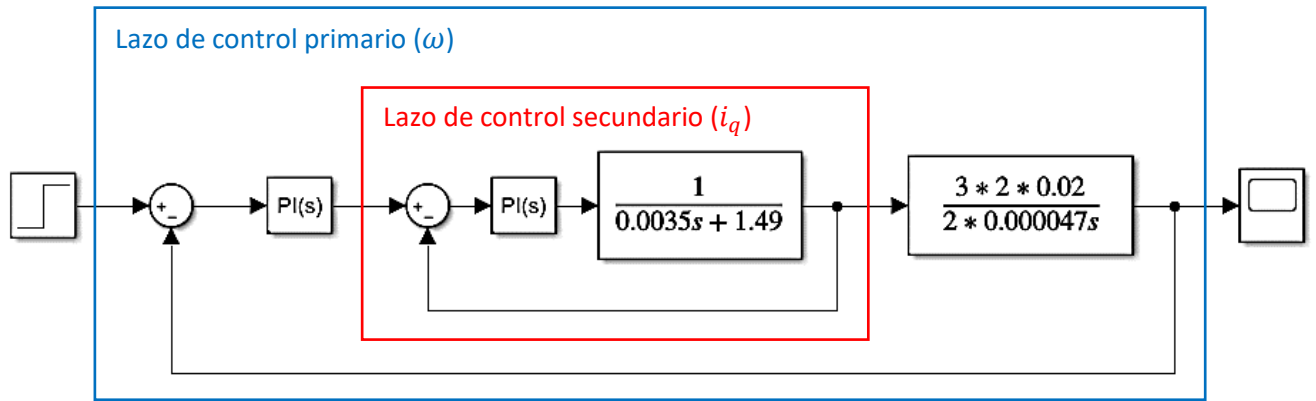 Lazo de control primario (ω)
Lazo de control secundario (i_q)
+
−
PI(s)
+
−
PI(s)
1
0.0035s + 1.49
3 * 2 * 0.02
2 * 0.000047s